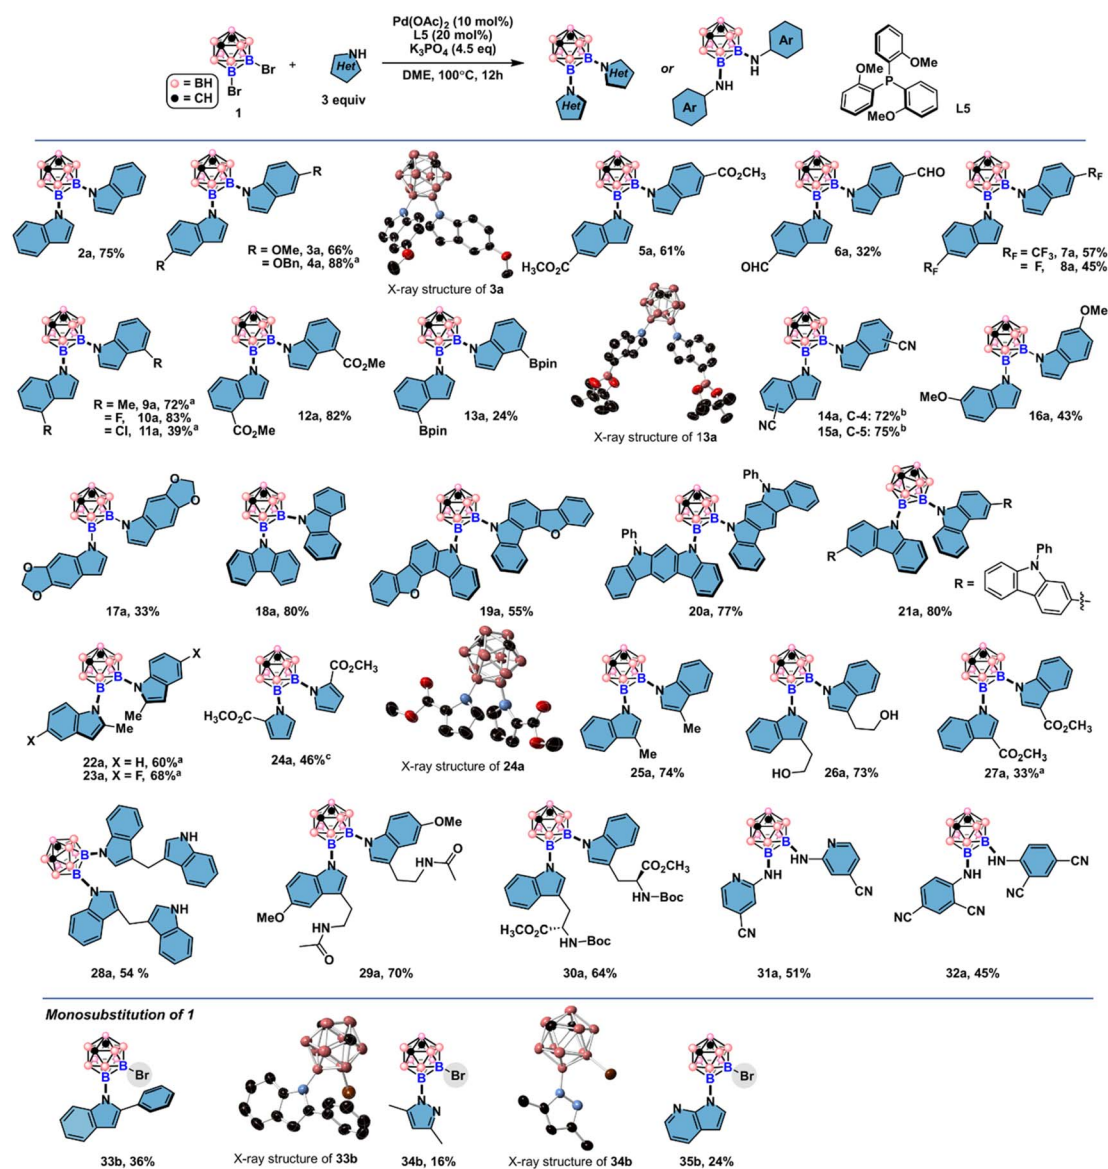 Pd(OAc)2 (10 mol%)
L5 (20 mol%)
K3PO4 (4.5 eq)
DME, 100°C, 12h
B
B
Br
Br
= BH
= CH
1
+
NH
Het
3 equiv
B
B
N
Het
N
Het
or
B
B
NH
Ar
NH
Ar
OMe
OMe
P
MeO
L5
B
B
N
N
2a, 75%
B
B
N
N
R
R
R = OMe, 3a, 66%
= OBn, 4a, 88%a
X-ray structure of 3a
B
B
N
N
CO2CH3
CH3O2C
5a, 61%
B
B
N
N
CHO
OHC
6a, 32%
B
B
N
N
RF
RF
RF = CF3, 7a, 57%
= F, 8a, 45%
B
B
N
N
R
R
R = Me, 9a, 72%a
= F, 10a, 83%
= Cl, 11a, 39%a
B
B
N
N
CO2Me
CO2Me
12a, 82%
B
B
N
N
Bpin
Bpin
13a, 24%
X-ray structure of 13a
B
B
N
N
CN
NC
14a, C-4: 72%b
15a, C-5: 75%b
OMe
B
B
N
N
MeO
16a, 43%
O
O
B
B
N
N
O
O
17a, 33%
B
B
N
N
18a, 80%
B
B
N
N
O
O
19a, 55%
Ph
N
B
B
N
Ph
N
N
20a, 77%
B
B
N
N
R
R
R =
Ph
N
21a, 80%
X
B
B
N
N
Me
Me
X
22a, X = H, 60%a
23a, X = F, 68%a
CO2CH3
B
B
N
N
CH3O2C
24a, 46%c
X-ray structure of 24a
B
B
N
N
Me
Me
25a, 74%
B
B
N
N
OH
HO
26a, 73%
B
B
N
N
CO2CH3
CO2CH3
27a, 33%a
B
B
N
N
NH
NH
28a, 54 %
B
B
N
N
OMe
HN
O
MeO
HN
O
29a, 70%
B
B
N
N
CO2CH3
NH–Boc
CH3O2C
NH–Boc
30a, 64%
B
B
HN
N
NH
N
CN
CN
31a, 51%
B
B
HN
NH
CN
NC
NC
CN
32a, 45%
Monosubstitution of 1
B
B
Br
N
33b, 36%
X-ray structure of 33b
B
B
Br
N
N
34b, 16%
X-ray structure of 34b
B
B
Br
N
N
35b, 24%